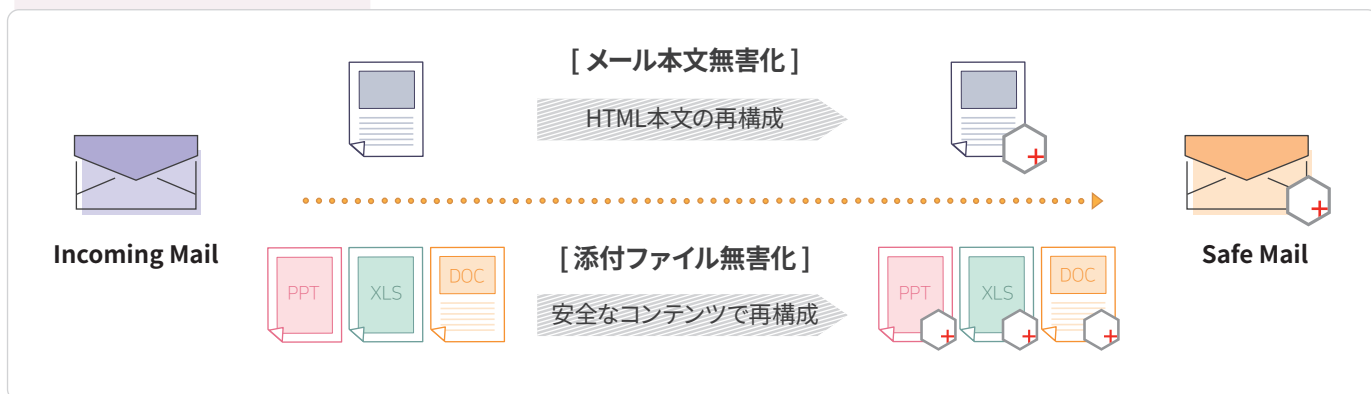 [ メール本文無害化 ]
HTML本文の再構成
Incoming Mail
Safe Mail
[ 添付ファイル無害化 ]
PPT
XLS
DOC
安全なコンテンツで再構成
PPT
XLS
DOC